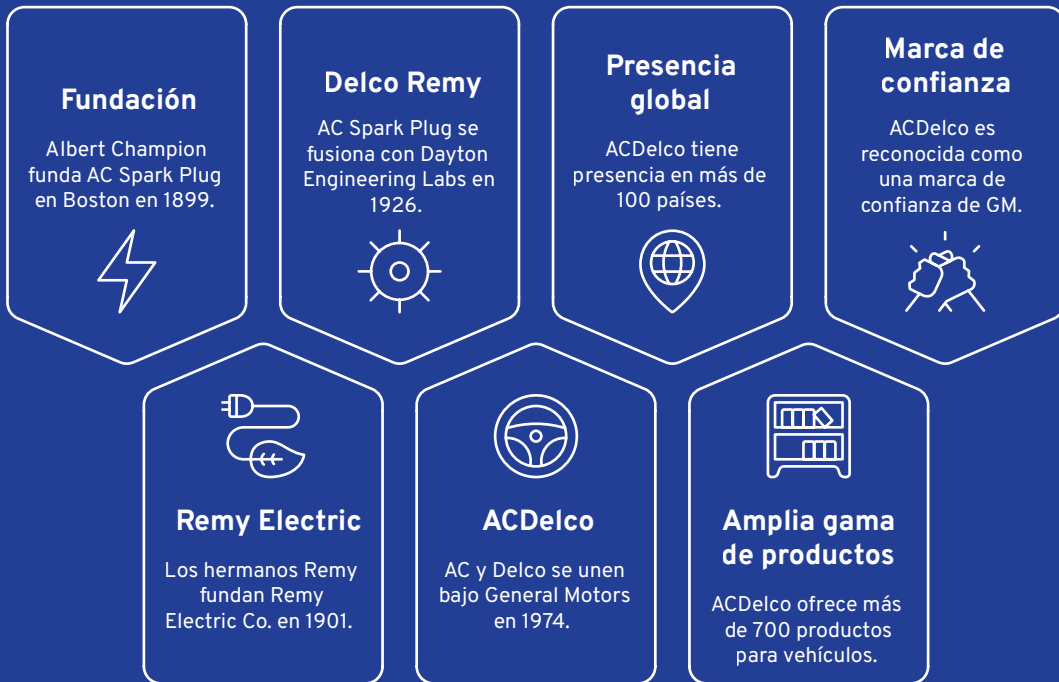 Fundación
Albert Champion
funda AC Spark Plug
en Boston en 1899.
Remy Electric
Los hermanos Remy
fundan Remy
Electric Co. en 1901.
Delco Remy
AC Spark Plug se
fusiona con Dayton
Engineering Labs en
1926.
ACDelco
AC y Delco se unen
bajo General Motors
en 1974.
Presencia
global
ACDelco tiene
presencia en más de
100 países.
Amplia gama
de productos
ACDelco ofrece más
de 700 productos
para vehículos.
Marca de
confianza
ACDelco es
reconocida como
una marca de
confianza de GM.